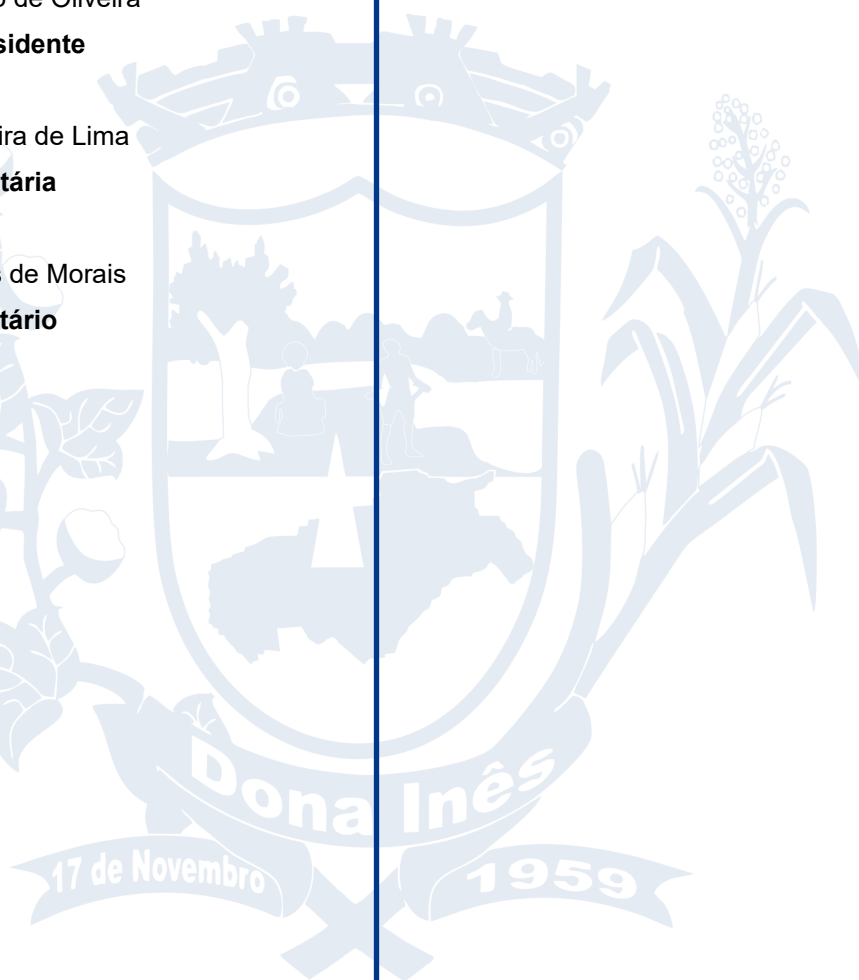 de Oliveira
sidente
ira de Lima
tária
s de Morais
tário
Dona Inês
17 de Novembro
1959